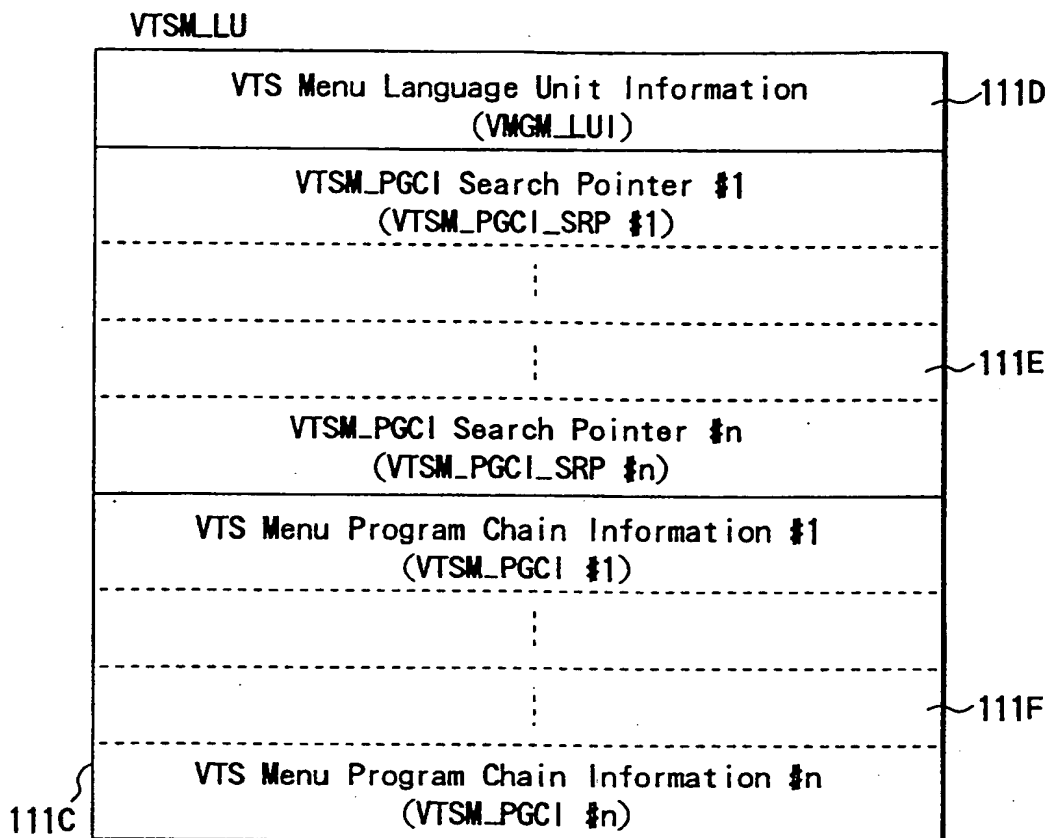 VTSM_LU
VTS Menu Language Unit Information
(VMGM_LUI)
111D
VTSM_PGCI Search Pointer #1
(VTSM_PGCI_SRP #1)
111E
VTSM_PGCI Search Pointer #n
(VTSM_PGCI_SRP #n)
VTS Menu Program Chain Information #1
(VTSM_PGCI #1)
111F
VTS Menu Program Chain Information #n
(VTSM_PGCI #n)
111C